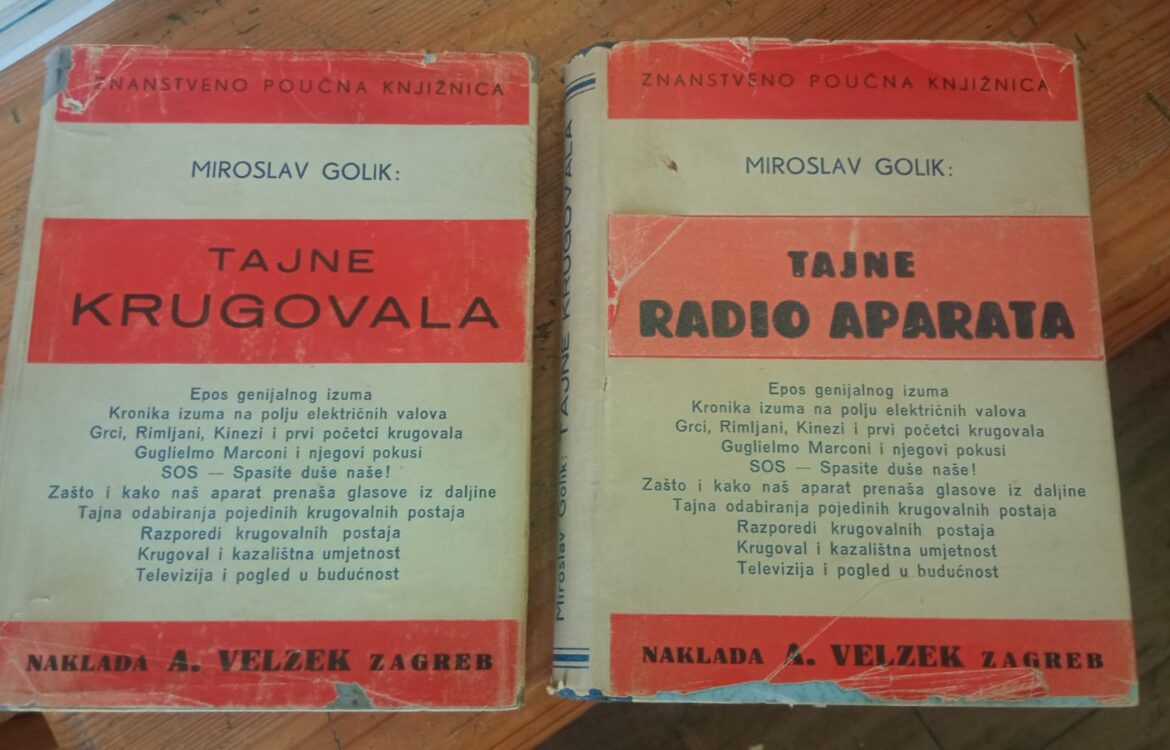 ZNANSTVENO POUČNA KNJIŽNICA
MIROSLAV GOLIK:
TAJNE
KRUGOVALA
Epos genijalnog izuma
Kronika izuma na polju električnih valova
Grci, Rimljani, Kinezi i prvi početci krugovala
Guglielmo Marconi i njegovi pokusi
SOS — Spasite duše naše!
Zašto i kako naš aparat prenaša glasove iz daljine
Tajna odabiranja pojedinih krugovalnih postaja
Razporedi krugovalnih postaja
Krugoval i kazalištna umjetnost
Televizija i pogled u budućnost
NAKLADA A. VELZEK ZAGREB
Miroslav Golik: TAJNE KRUGOVALA
ZNANSTVENO POUČNA KNJIŽNICA
MIROSLAV GOLIK:
TAJNE
RADIO APARATA
Epos genijalnog izuma
Kronika izuma na polju električnih valova
Grci, Rimljani, Kinezi i prvi početci krugovala
Guglielmo Marconi i njegovi pokusi
SOS — Spasite duše naše!
Zašto i kako naš aparat prenaša glasove iz daljine
Tajna odabiranja pojedinih krugovalnih postaja
Razporedi krugovalnih postaja
Krugoval i kazalištna umjetnost
Televizija i pogled u budućnost
NAKLADA A. VELZEK ZAGREB